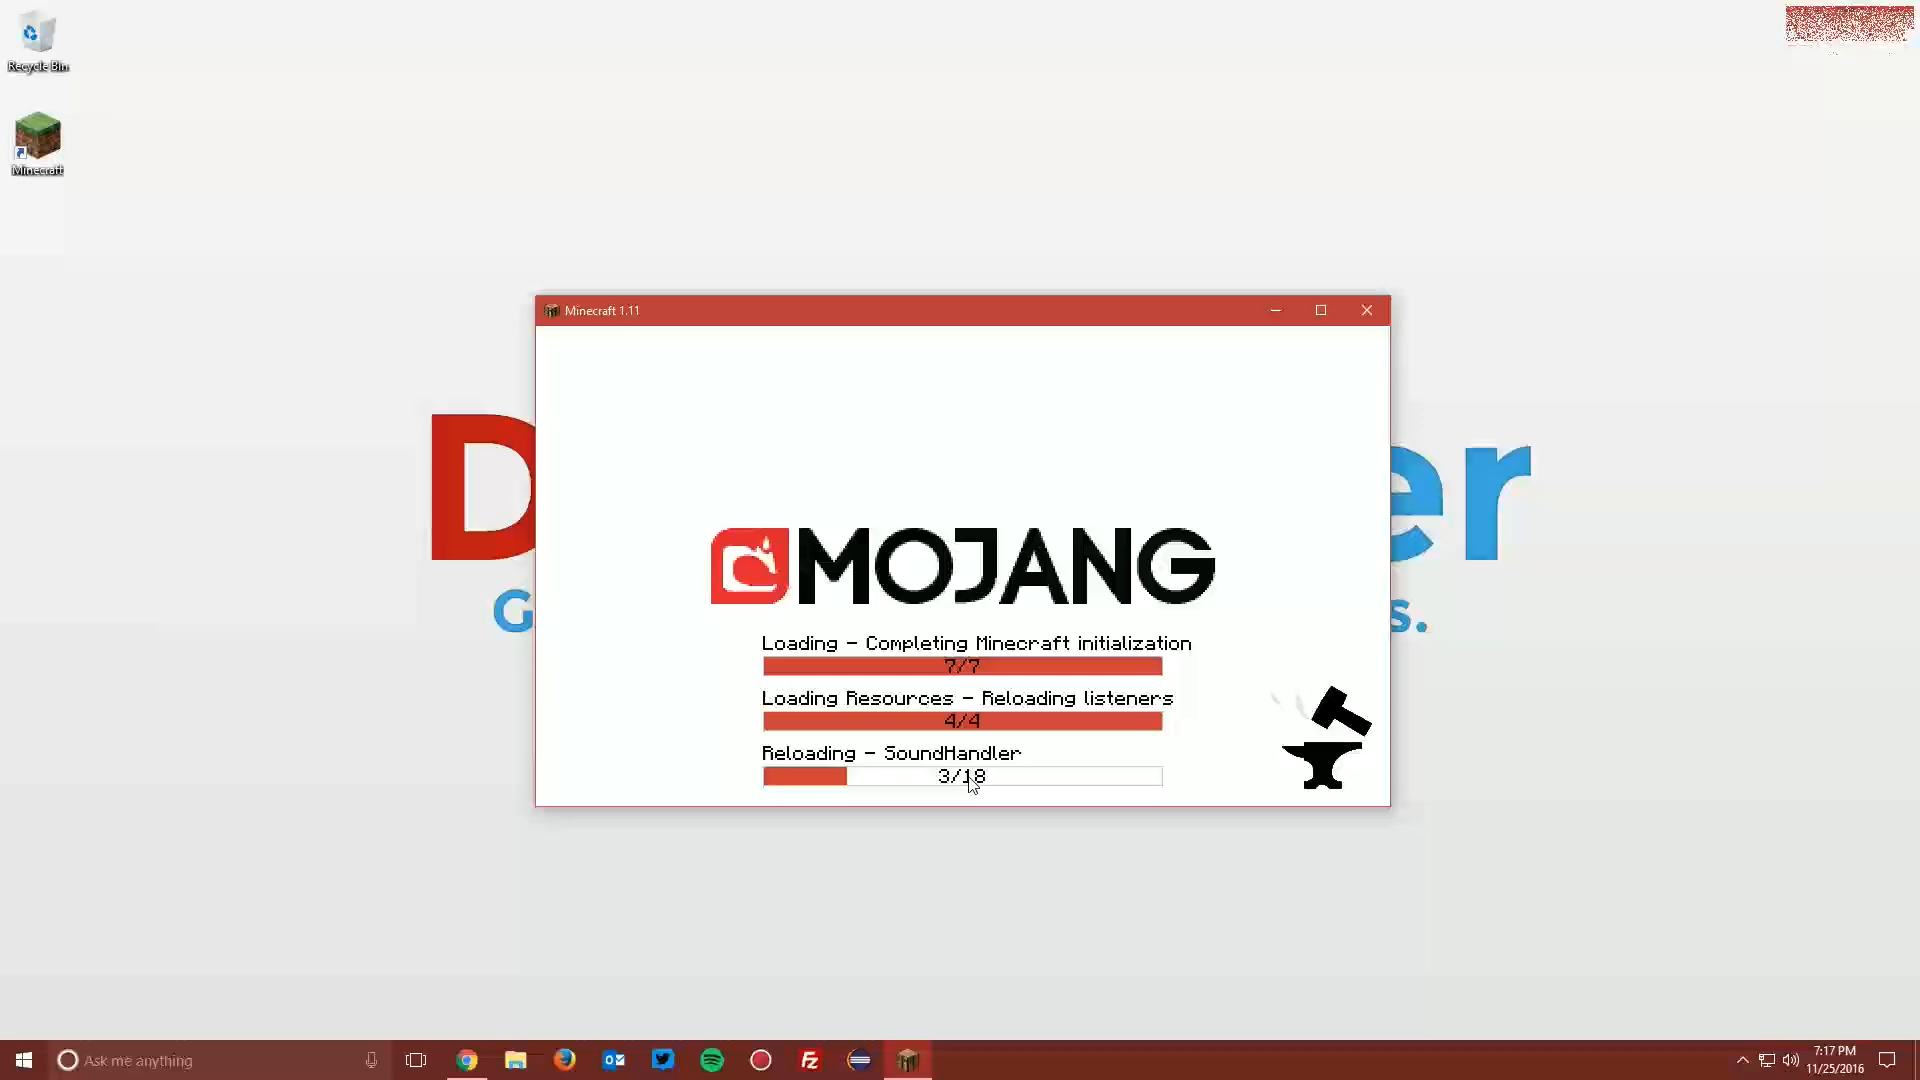 Recycle Bin
Minecraft
Minecraft 1.11
D
er
G
s.
MOJANG
Loading - Completing Minecraft initialization
7/7
Loading Resources - Reloading listeners
4/4
Reloading - SoundHandler
3/18
Ask me anything
7:17 PM
11/25/2016